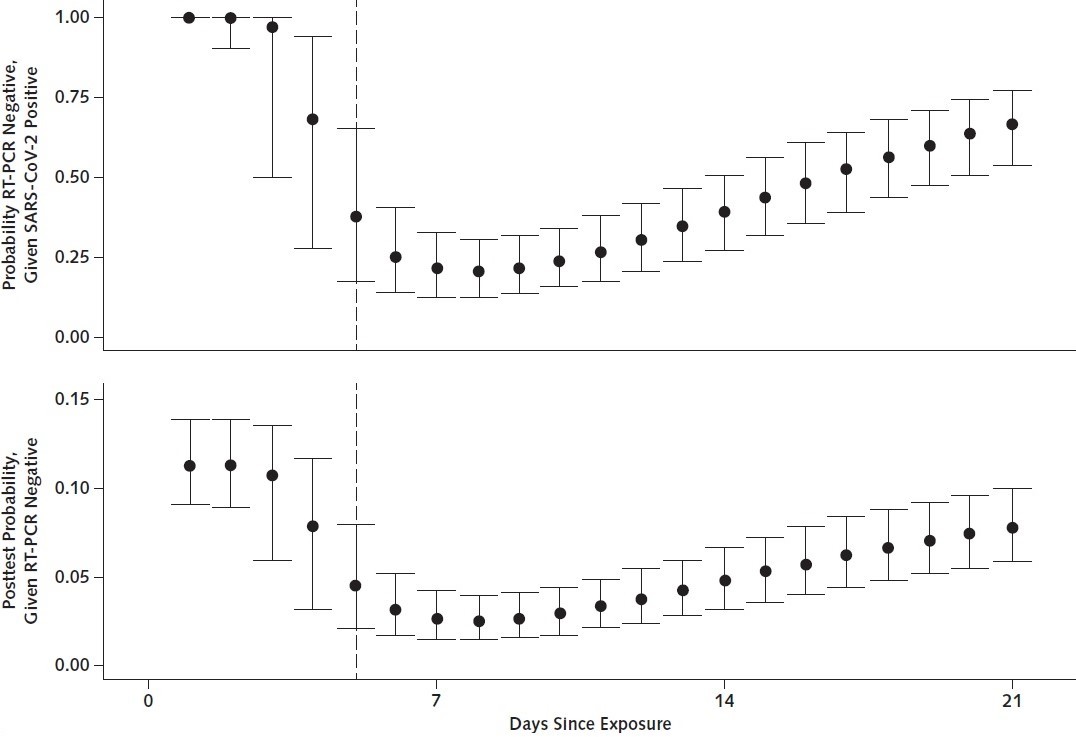 Probability RT-PCR Negative,
Given SARS-CoV-2 Positive
1.00
0.75
0.50
0.25
0.00
Posttest Probability,
Given RT-PCR Negative
0.15
0.10
0.05
0.00
0 7 14 21
Days Since Exposure